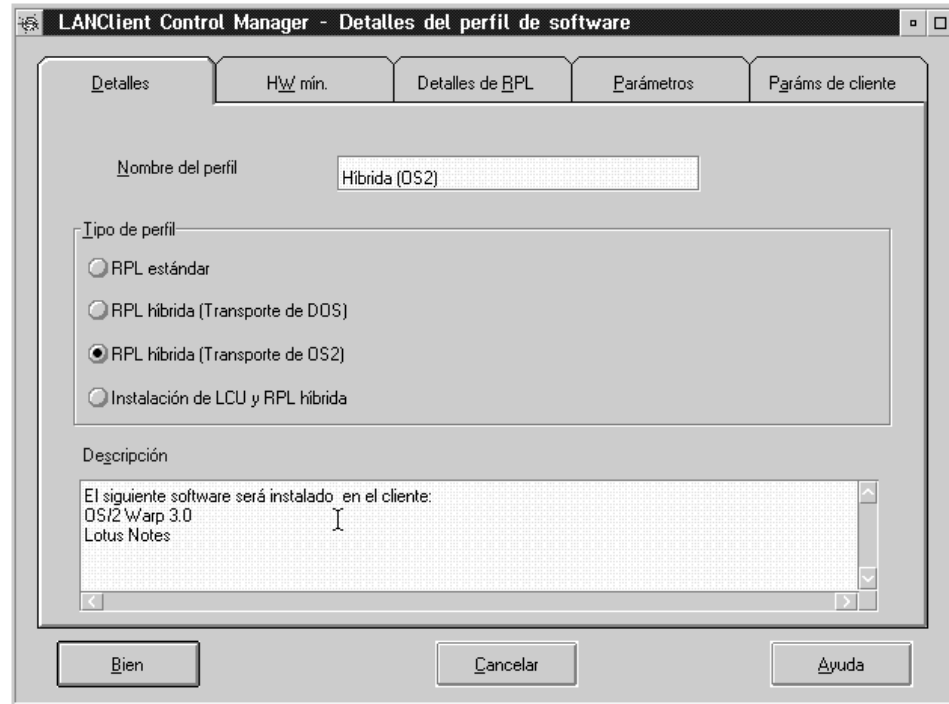 LANClient Control Manager - Detalles del perfil de software
Detalles HW mín. Detalles de RPL Parámetros Paráms de cliente
Nombre del perfil Híbrida (OS2)
Tipo de perfil
RPL estándar
RPL híbrida (Transporte de DOS)
RPL híbrida (Transporte de OS2)
Instalación de LCU y RPL híbrida
Descripción
El siguiente software será instalado en el cliente:
OS/2 Warp 3.0
Lotus Notes
Bien Cancelar Ayuda